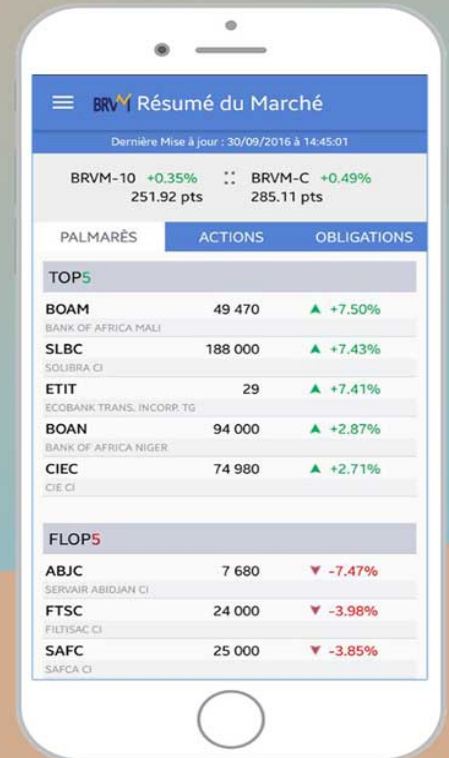 BRVM Résumé du Marché
Dernière Mise à jour : 30/09/2016 à 14:45:01
BRVM-10 +0.35% :: BRVM-C +0.49%
251.92 pts 285.11 pts
PALMARÈS ACTIONS OBLIGATIONS
TOP5
BOAM 49 470 ▲ +7.50%
BANK OF AFRICA MALI
SLBC 188 000 ▲ +7.43%
SOLIBRA CI
ETIT 29 ▲ +7.41%
ECOBANK TRANS. INCORP. TG
BOAN 94 000 ▲ +2.87%
BANK OF AFRICA NIGER
CIEC 74 980 ▲ +2.71%
CIE CI
FLOP5
ABJC 7 680 ▼ -7.47%
SERVAIR ABIDJAN CI
FTSC 24 000 ▼ -3.98%
FILTISAC CI
SAFC 25 000 ▼ -3.85%
SAFCA CI